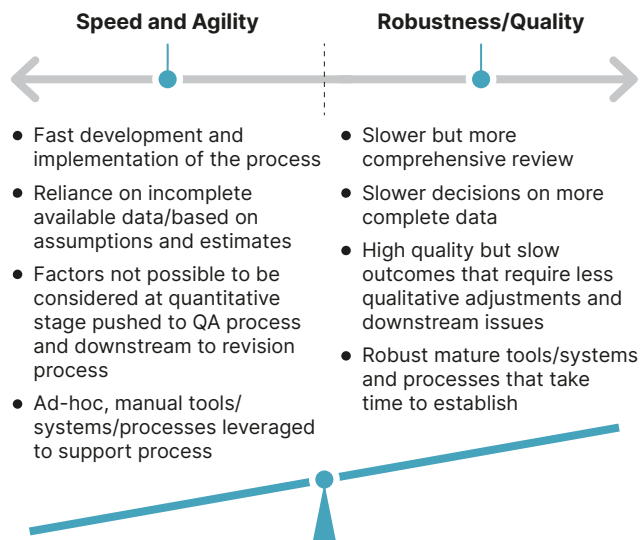 Speed and Agility
Robustness/Quality
• Fast development and
implementation of the process
• Reliance on incomplete
available data/based on
assumptions and estimates
• Factors not possible to be
considered at quantitative
stage pushed to QA process
and downstream to revision
process
• Ad-hoc, manual tools/
systems/processes leveraged
to support process
• Slower but more
comprehensive review
• Slower decisions on more
complete data
• High quality but slow
outcomes that require less
qualitative adjustments and
downstream issues
• Robust mature tools/systems
and processes that take
time to establish